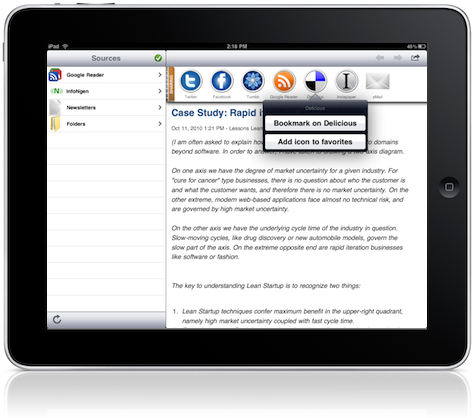 iPad
2:18 PM
48%
Sources
Google Reader
InfoNgen
Newsletters
Folders
Twitter
Facebook
Tumblr
Google Reader
Delicious
Instapaper
eMail
Delicious
Bookmark on Delicious
Add icon to favorites
Case Study: Rapid i
Oct 11, 2010 1:21 PM - Lessons Learn
(I am often asked to explain how to domains
beyond software. In order to axis diagram.
On one axis we have the degree of market uncertainty for a given industry. For
"cure for cancer" type businesses, there is no question about who the customer is
and what the customer wants, and therefore there is no market uncertainty. On the
other extreme, modern web-based applications face almost no technical risk, and
are governed by high market uncertainty.
On the other axis we have the underlying cycle time of the industry in question.
Slow-moving cycles, like drug discovery or new automobile models, govern the
slow part of the axis. On the extreme opposite end are rapid iteration businesses
like software or fashion.
The key to understanding Lean Startup is to recognize two things:
1. Lean Startup techniques confer maximum benefit in the upper-right quadrant,
namely high market uncertainty coupled with fast cycle time.